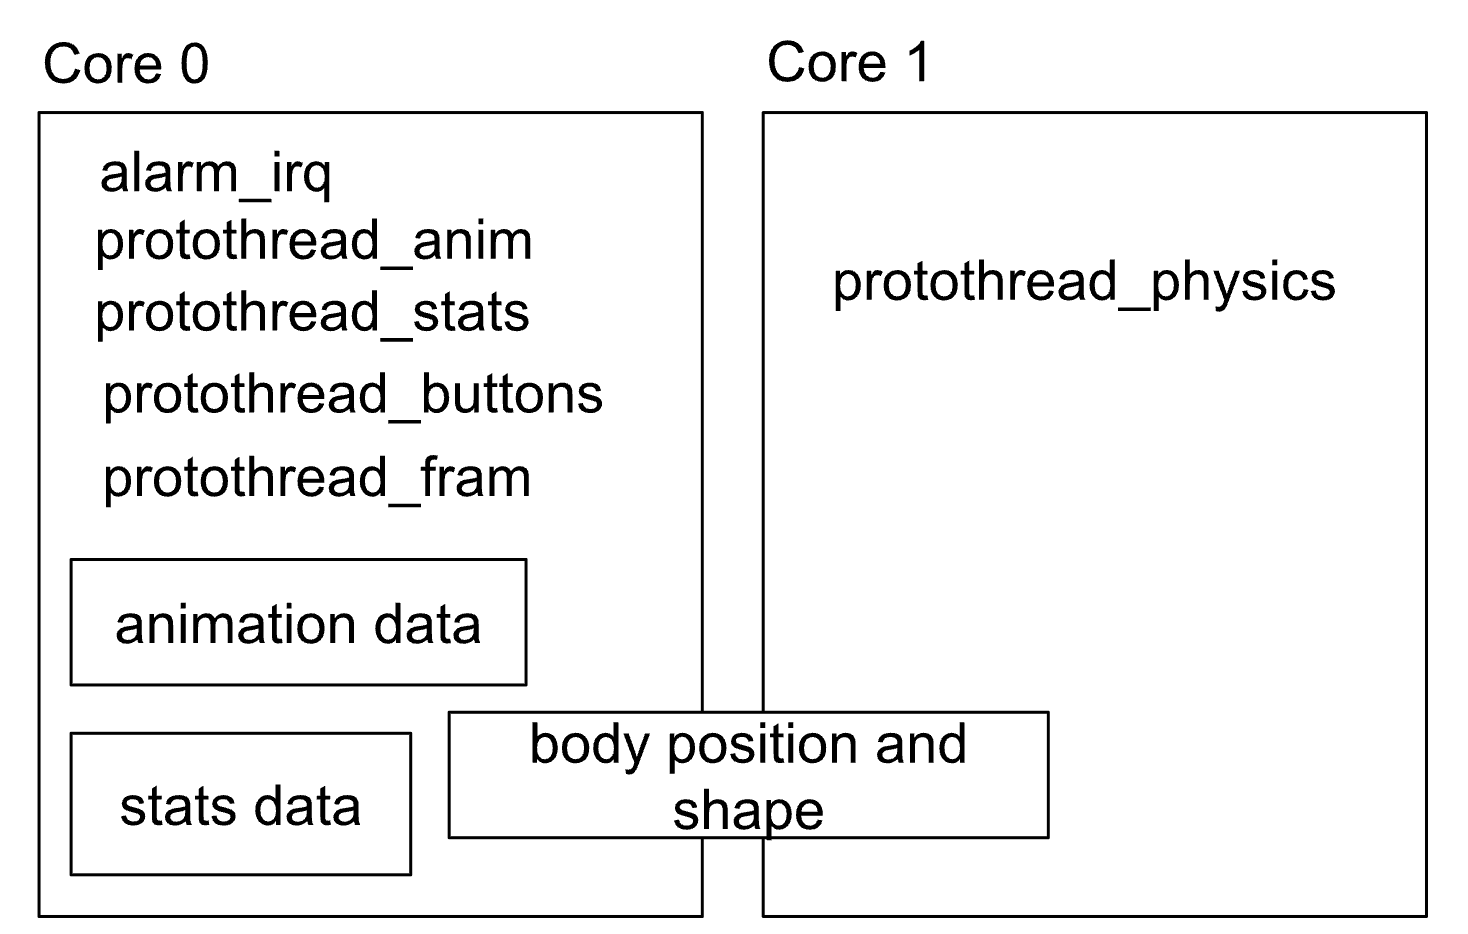 Core 0
alarm_irq
protothread_anim
protothread_stats
protothread_buttons
protothread_fram
animation data
stats data
body position and
shape
Core 1
protothread_physics